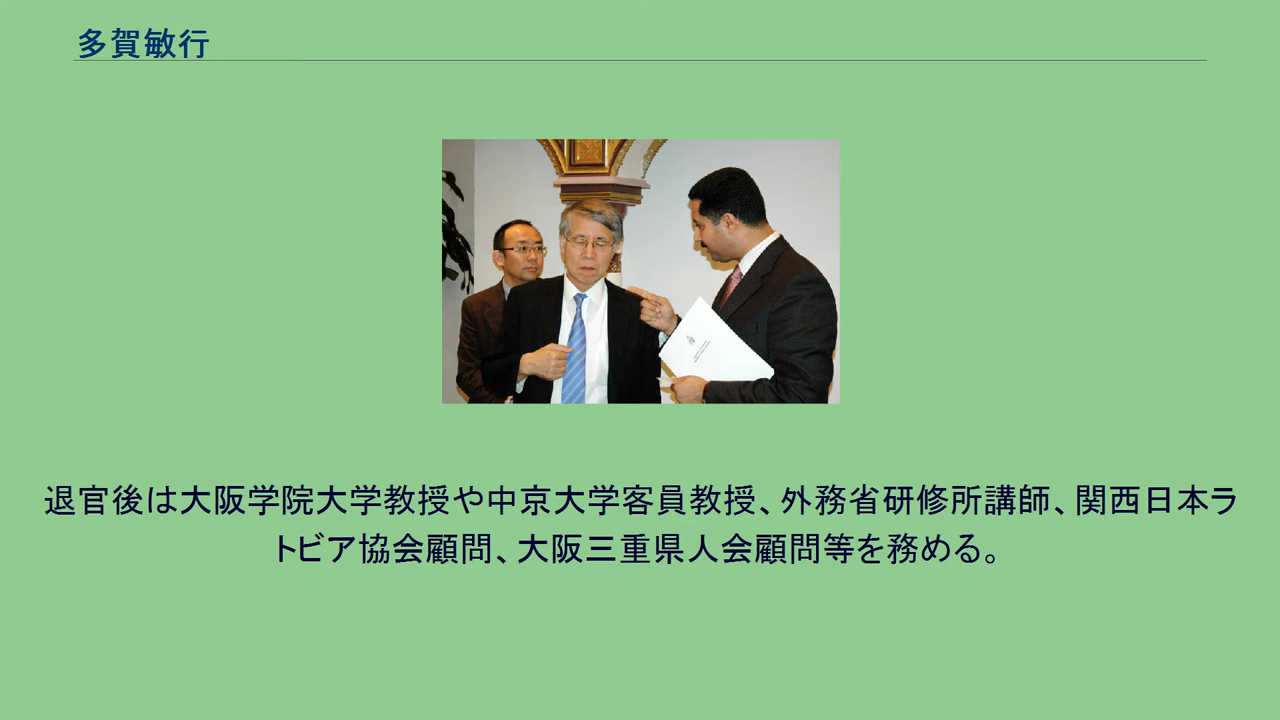 多賀敏行
退官後は大阪学院大学教授や中京大学客員教授、外務省研修所講師、関西日本ラ
トビア協会顧問、大阪三重県人会顧問等を務める。